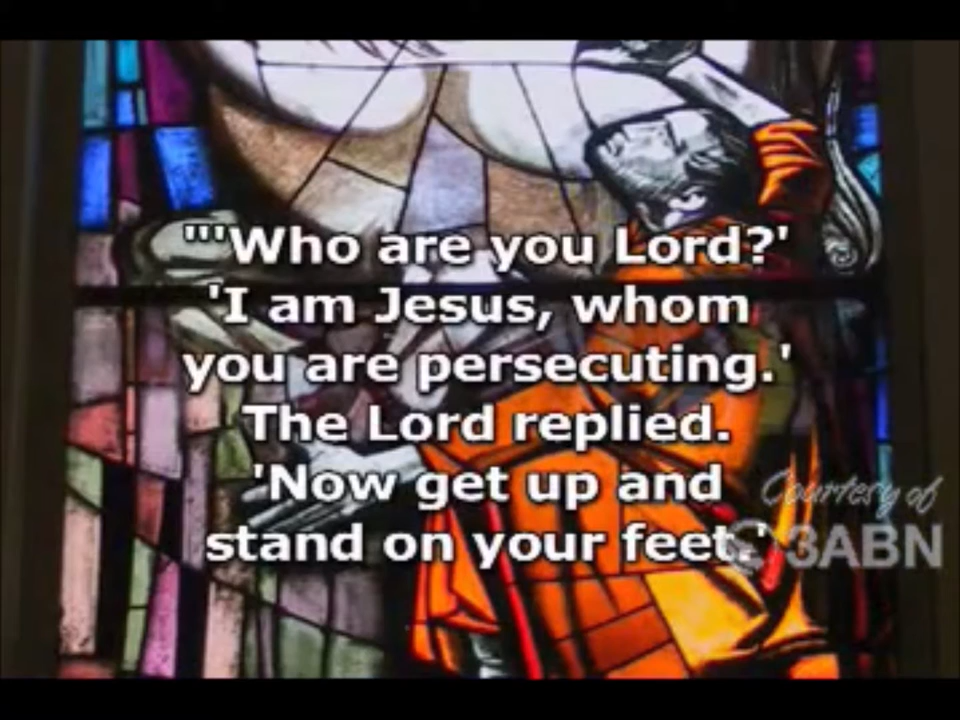 "'Who are you Lord?'
'I am Jesus, whom
you are persecuting.'
The Lord replied.
'Now get up and
stand on your feet.'
Courtesy of
3ABN